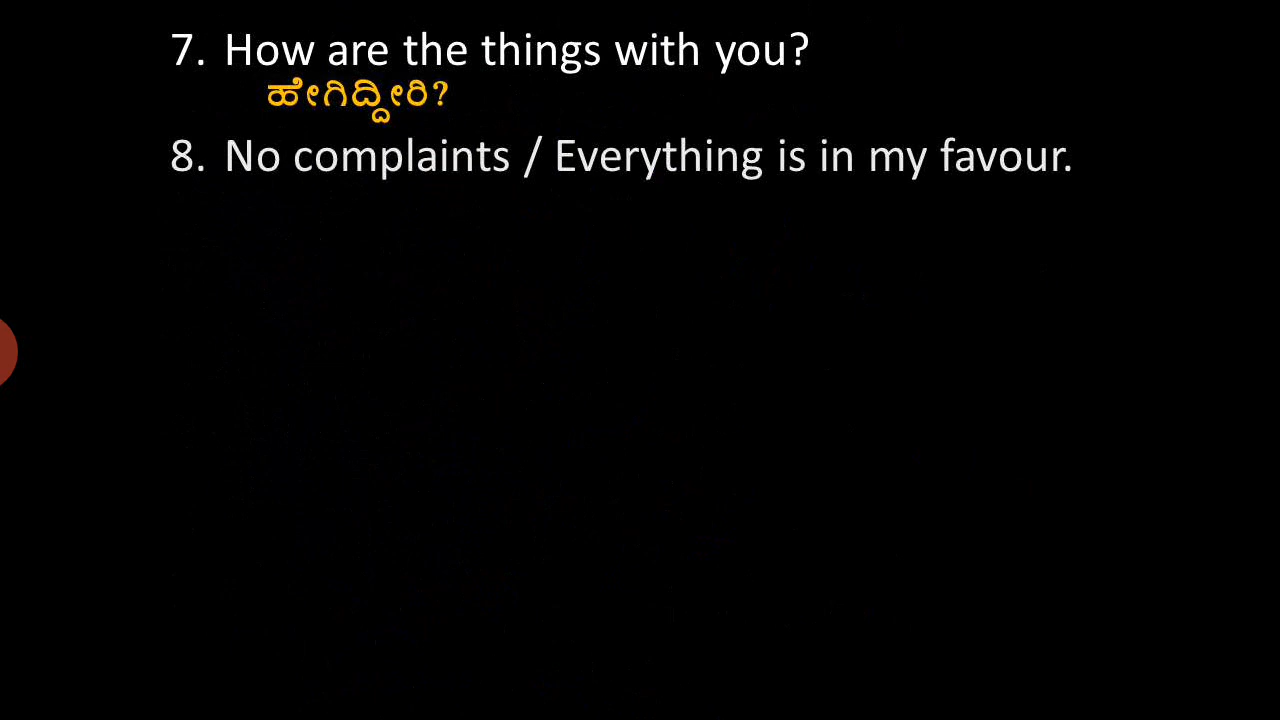 7. How are the things with you?
ಹೇಗಿದ್ದೀರಿ?
8. No complaints / Everything is in my favour.